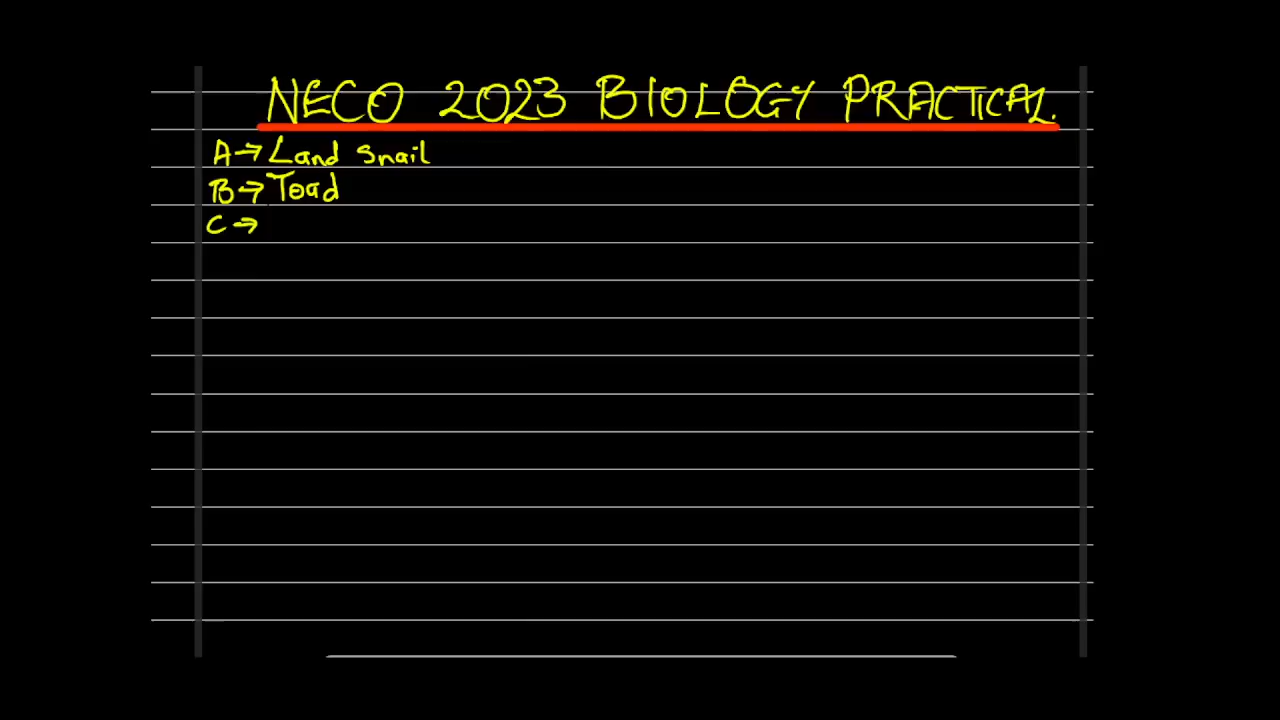 NECO 2023 BIOLOGY PRACTICAL.
A → Land Snail
B → Toad
C →